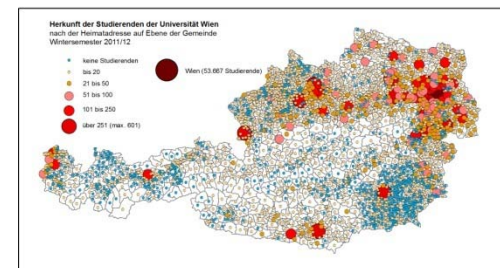 Herkunft der Studierenden der Universität Wien
nach der Heimatadresse auf Ebene der Gemeinde
Wintersemester 2011/12
keine Studierenden
bis 20
21 bis 50
51 bis 100
101 bis 250
über 251 (max. 601)
Wien (53.667 Studierende)